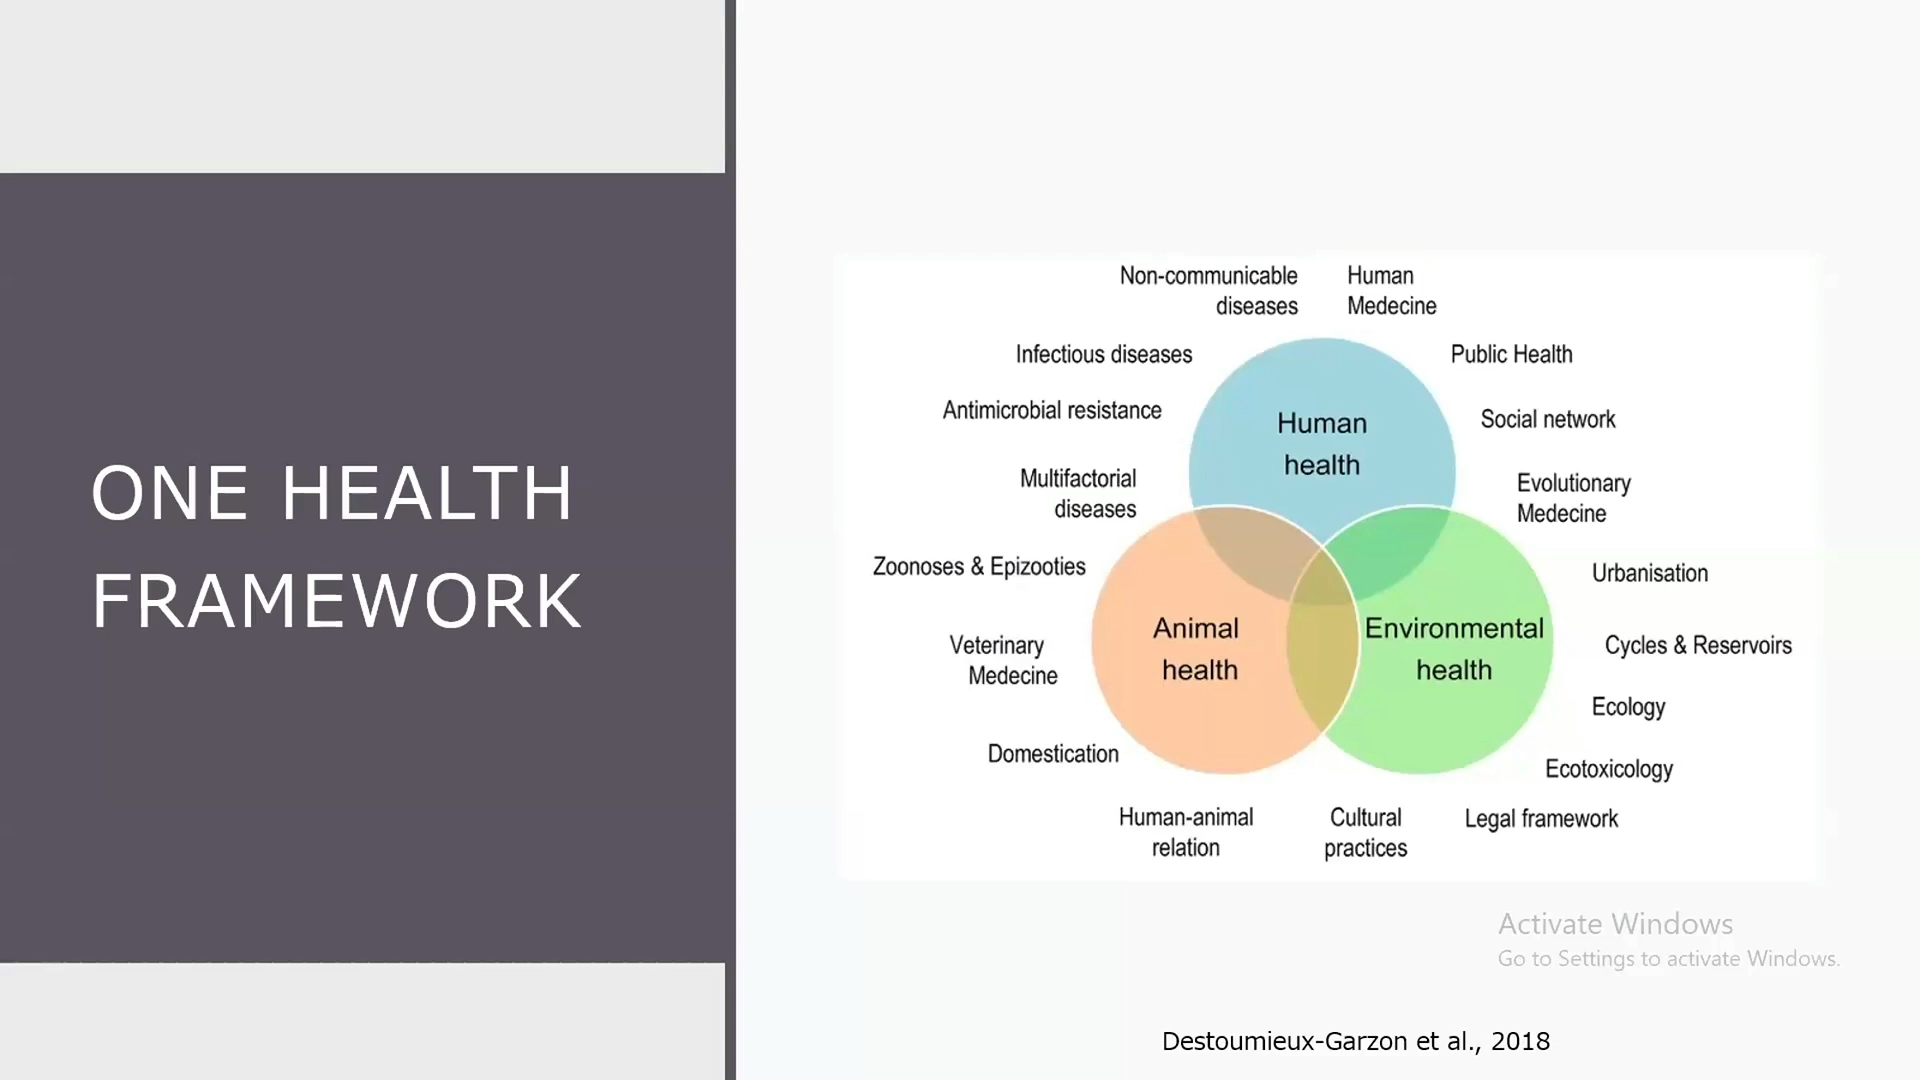 ONE HEALTH
FRAMEWORK
Non-communicable
diseases
Human
Medecine
Infectious diseases
Public Health
Antimicrobial resistance
Social network
Human
health
Multifactorial
diseases
Evolutionary
Medecine
Zoonoses & Epizooties
Urbanisation
Animal
health
Environmental
health
Veterinary
Medecine
Cycles & Reservoirs
Ecology
Domestication
Ecotoxicology
Human-animal
relation
Cultural
practices
Legal framework
Activate Windows
Go to Settings to activate Windows.
Destoumieux-Garzon et al., 2018